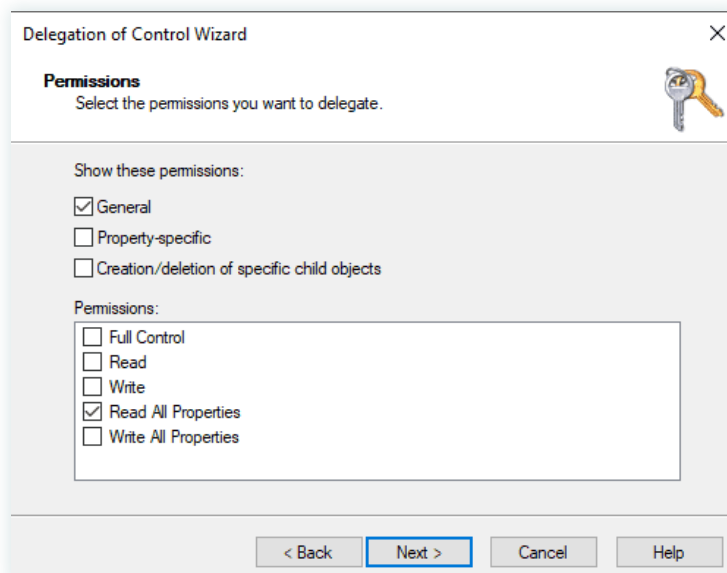 Delegation of Control Wizard
Permissions
Select the permissions you want to delegate.
Show these permissions:
General
Property-specific
Creation/deletion of specific child objects
Permissions:
Full Control
Read
Write
Read All Properties
Write All Properties
< Back Next > Cancel Help